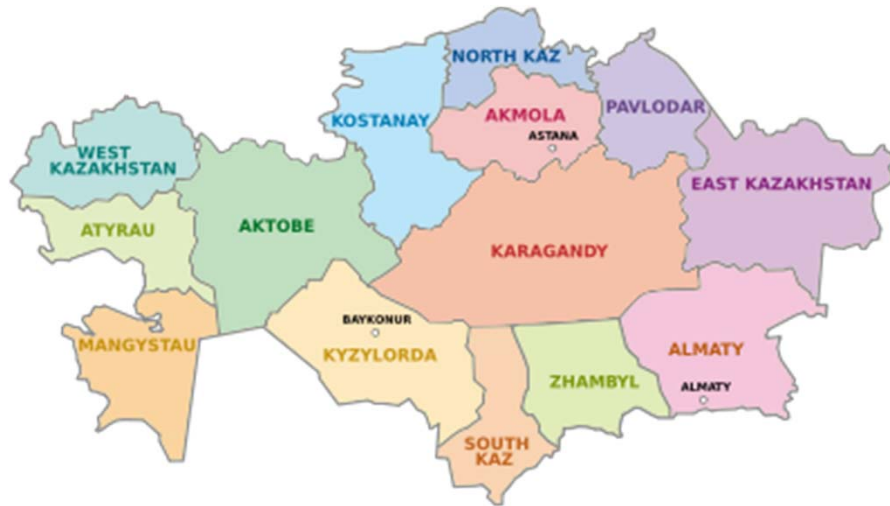 NORTH KAZ
PAVLODAR
KOSTANAY
AKMOLA
ASTANA
WEST
KAZAKHSTAN
EAST KAZAKHSTAN
ATYRAU
AKTOBE
KARAGANDY
BAYKONUR
MANGYSTAU
KYZYLORDA
ALMATY
ZHAMBYL
ALMATY
SOUTH
KAZ